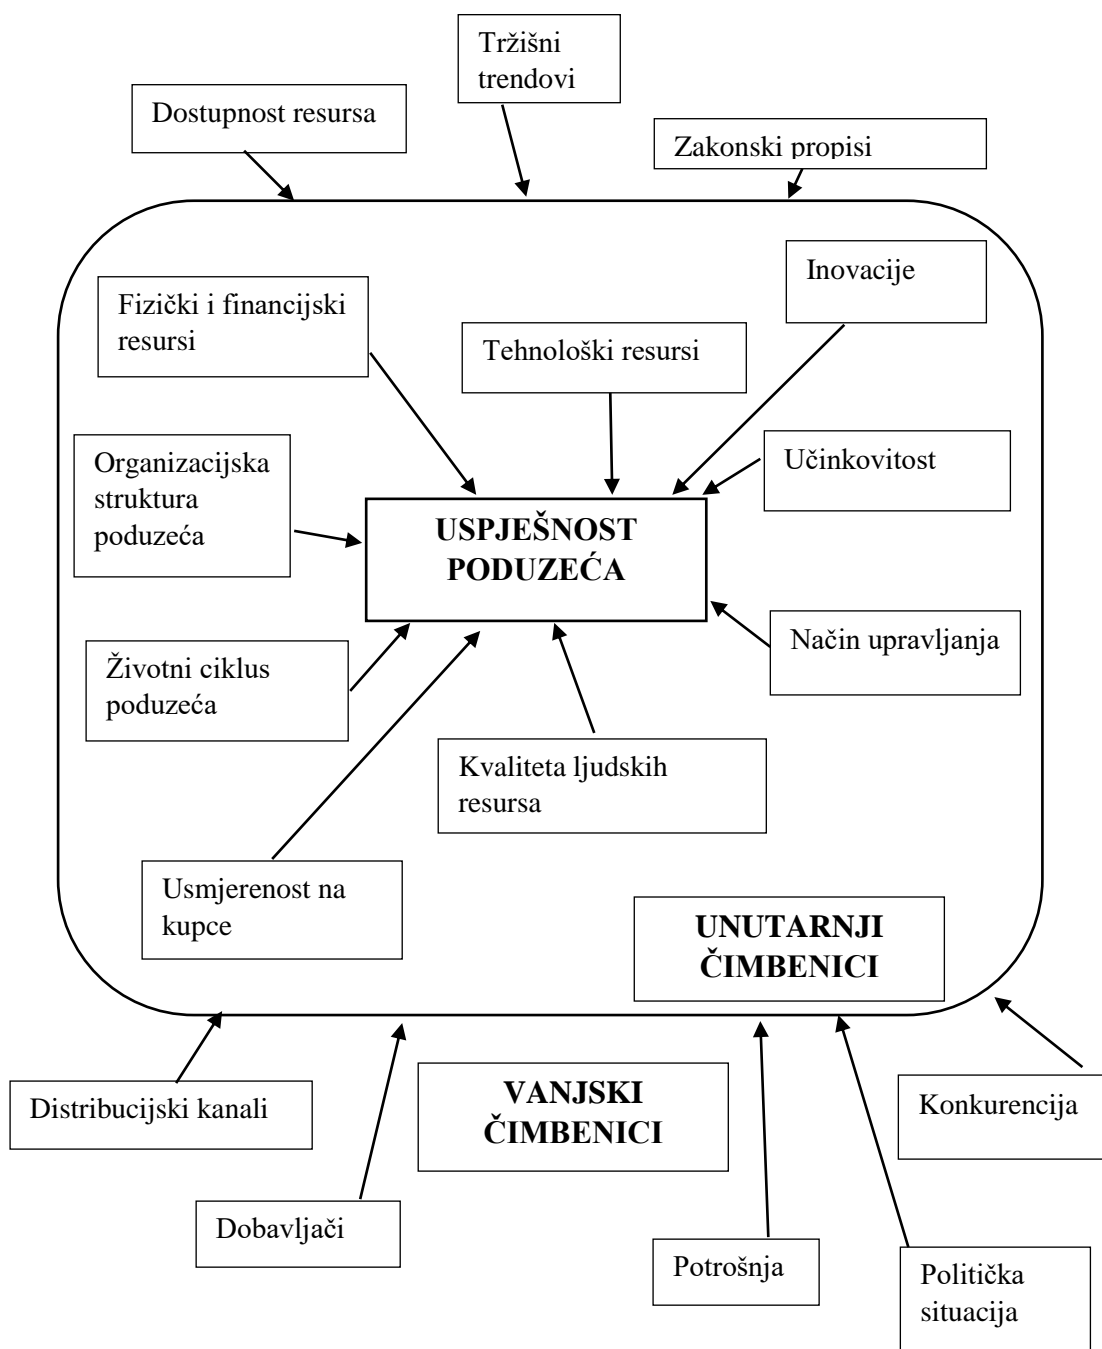 Tržišni
trendovi
Dostupnost resursa
Zakonski propisi
Inovacije
Fizički i financijski
resursi
Tehnološki resursi
Organizacijska
struktura
poduzeća
Učinkovitost
USPJEŠNOST
PODUZEĆA
Način upravljanja
Životni ciklus
poduzeća
Kvaliteta ljudskih
resursa
Usmjerenost na
kupce
UNUTARNJI
ČIMBENICI
Distribucijski kanali
VANJSKI
ČIMBENICI
Konkurencija
Dobavljači
Potrošnja
Politička
situacija